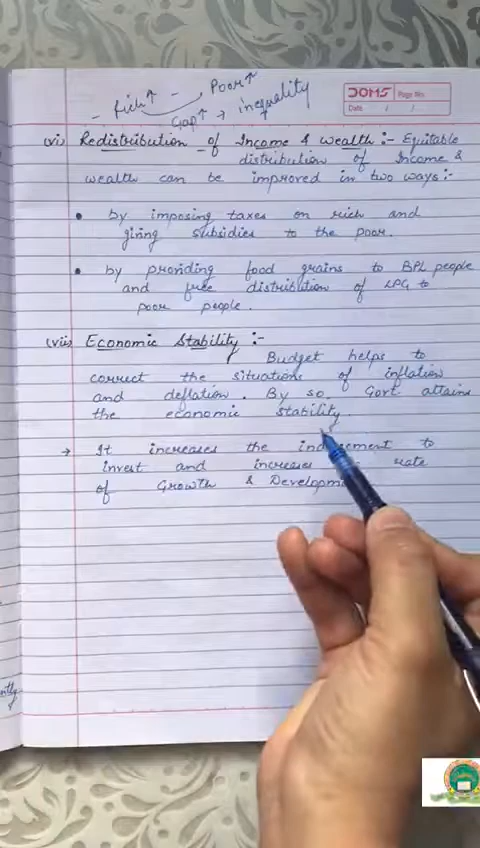 - Rich↑ - Poor↑
Gap↑ → inequality
DOMS Page No.
Date / /
(vi) Redistribution of Income & wealth :- Equitable
distribution of Income &
wealth can be improved in two ways:-
• by imposing taxes on rich and
giving subsidies to the poor.
• by providing food grains to BPL people
and free distribution of LPG to
poor people.
(vii) Economic Stability :-
Budget helps to
correct the situations of inflation
and deflation. By so, Govt. attains
the economic stability.
→ It increases the to
invest and increases rate
of Growth & Developm